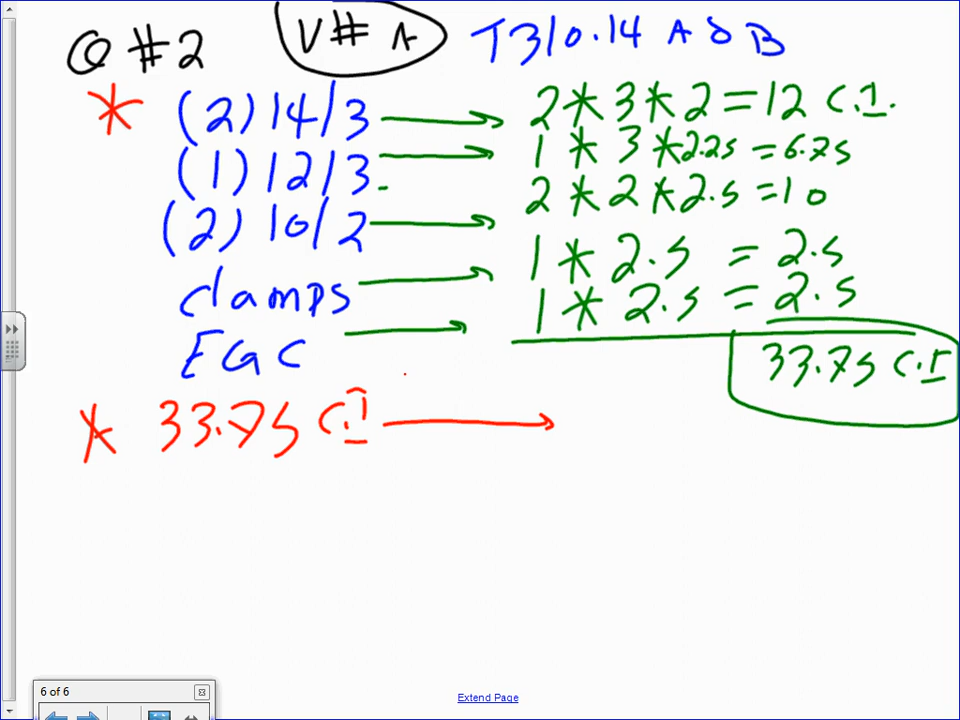 Q #2 V# A T310.14 A & B
* (2) 14/3 → 2 * 3 * 2 = 12 C.I.
(1) 12/3 → 1 * 3 * 2.25 = 6.75
(2) 10/2 → 2 * 2 * 2.5 = 10
clamps → 1 * 2.5 = 2.5
EGC → 1 * 2.5 = 2.5
33.75 C.I
* 33.75 C.I →
6 of 6
Extend Page